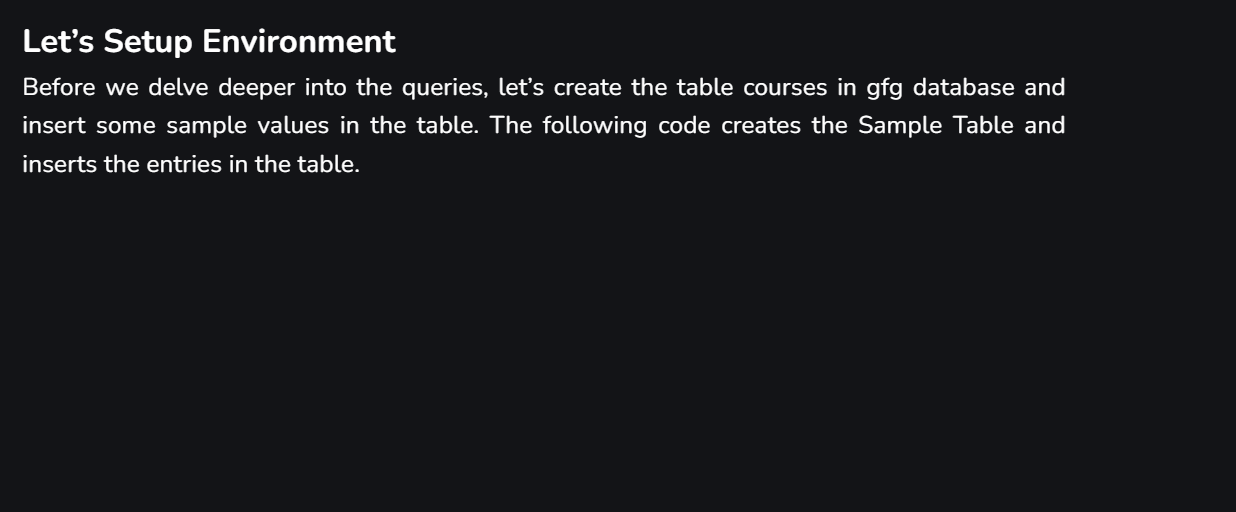 Let’s Setup Environment
Before we delve deeper into the queries, let’s create the table courses in gfg database and
insert some sample values in the table. The following code creates the Sample Table and
inserts the entries in the table.